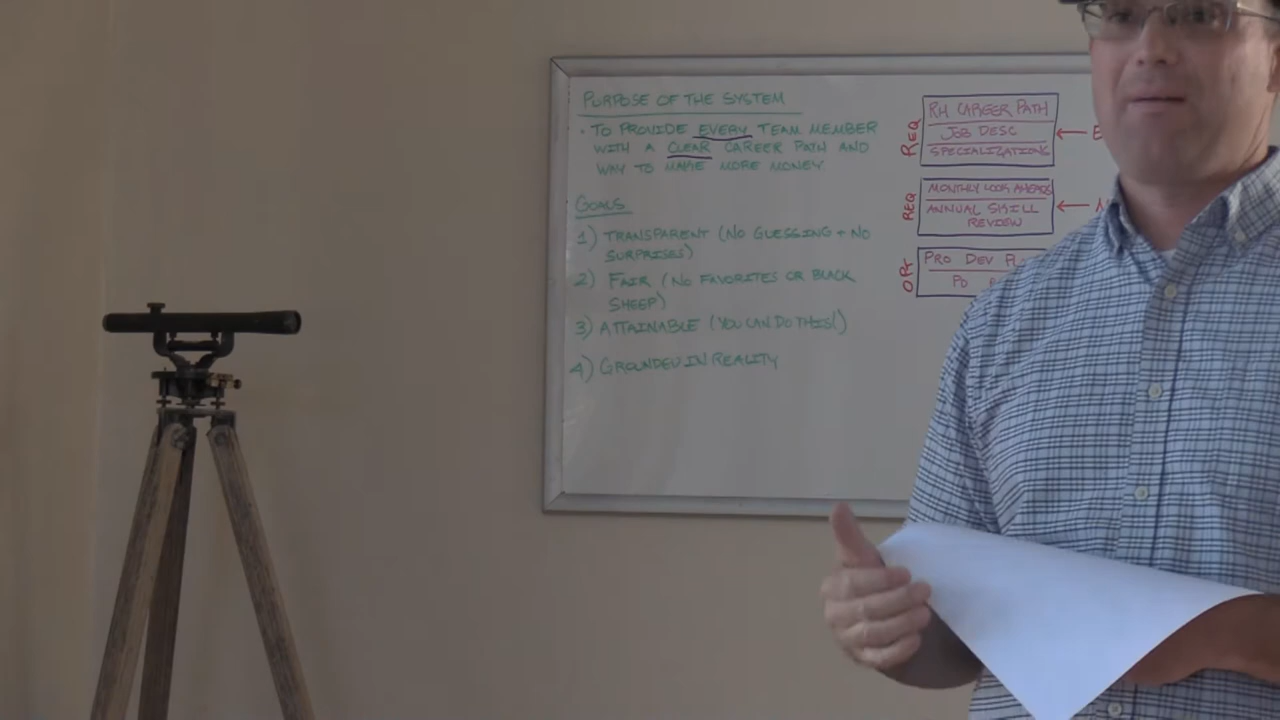 PURPOSE OF THE SYSTEM
• TO PROVIDE EVERY TEAM MEMBER
WITH A CLEAR CAREER PATH AND
WAY TO MAKE MORE MONEY
GOALS
1) TRANSPARENT (NO GUESSING + NO
SURPRISES)
2) FAIR (NO FAVORITES OR BLACK
SHEEP)
3) ATTAINABLE (YOU CAN DO THIS!)
4) GROUNDED IN REALITY
REQ
RH CAREER PATH
JOB DESC
SPECIALIZATIONS
REQ
MONTHLY LOOK AHEADS
ANNUAL SKILL
REVIEW
OPT
PRO DEV
PD